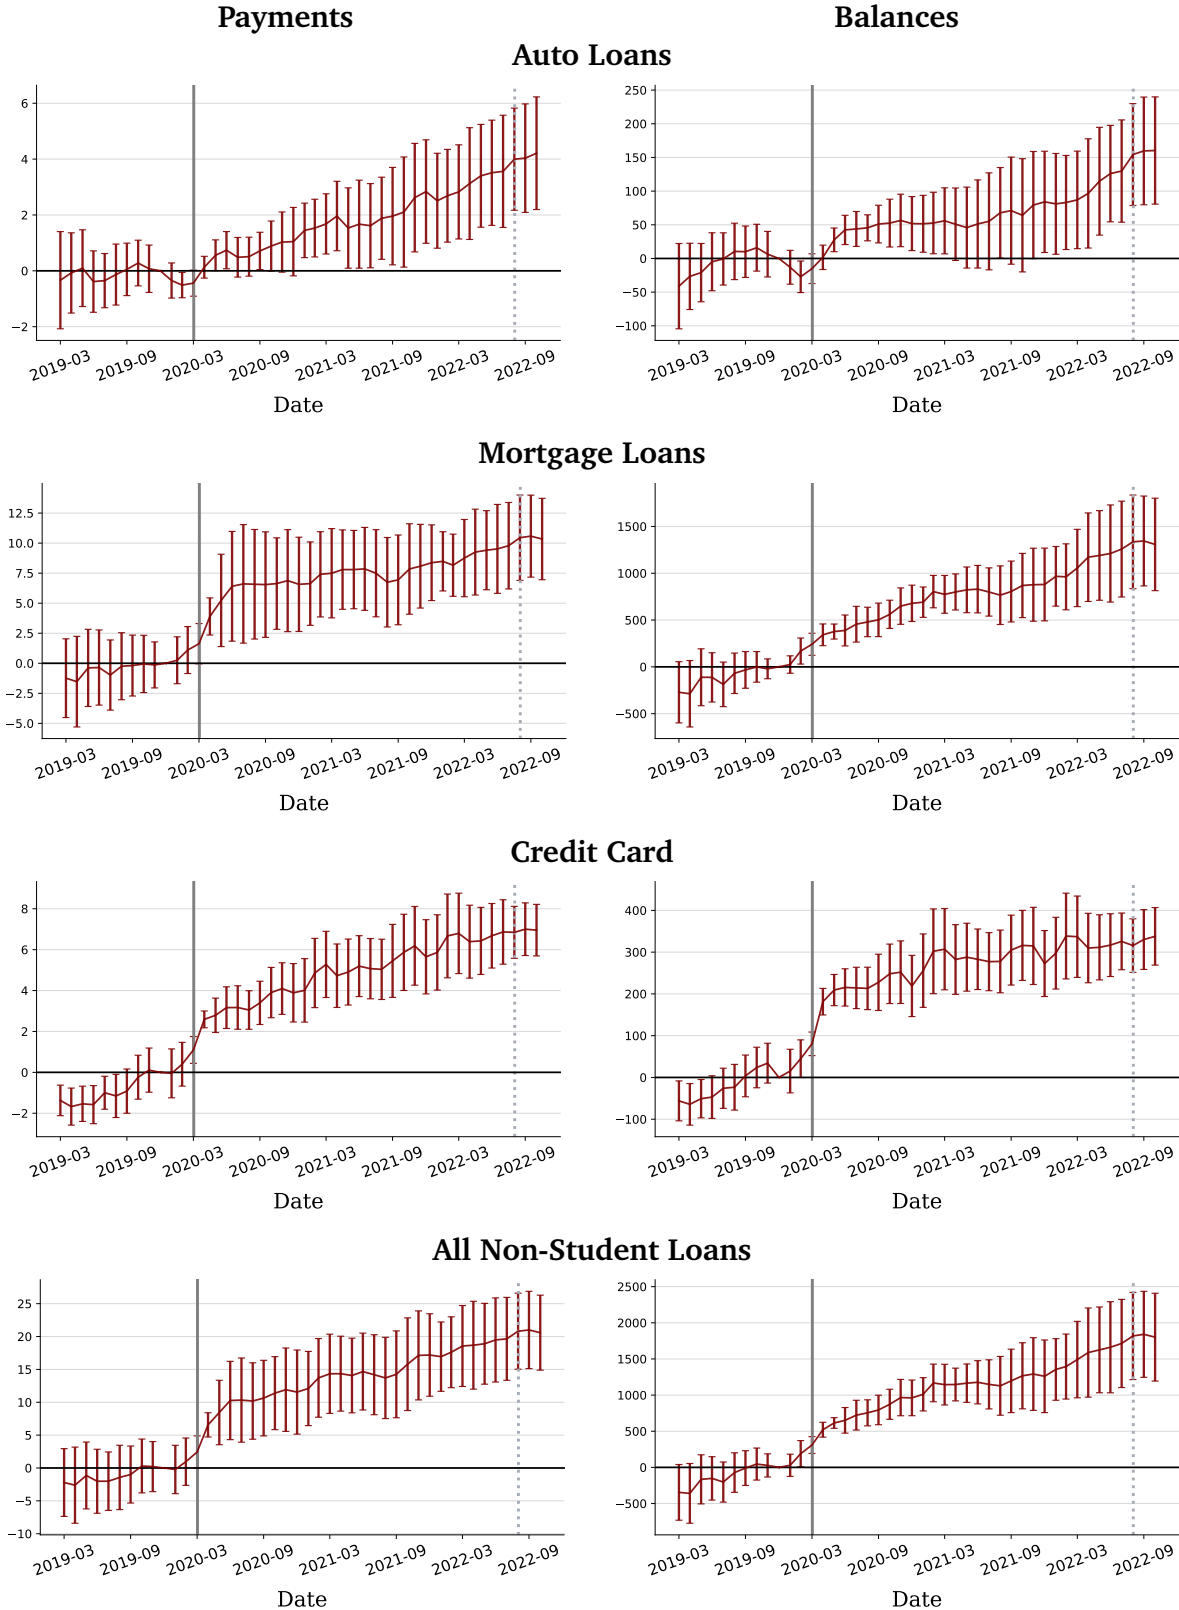 Payments Balances
Auto Loans
6
4
2
0
−2
2019-03 2019-09 2020-03 2020-09 2021-03 2021-09 2022-03 2022-09
Date
250
200
150
100
50
0
−50
−100
2019-03 2019-09 2020-03 2020-09 2021-03 2021-09 2022-03 2022-09
Date
Mortgage Loans
12.5
10.0
7.5
5.0
2.5
0.0
−2.5
−5.0
2019-03 2019-09 2020-03 2020-09 2021-03 2021-09 2022-03 2022-09
Date
1500
1000
500
0
−500
2019-03 2019-09 2020-03 2020-09 2021-03 2021-09 2022-03 2022-09
Date
Credit Card
8
6
4
2
0
−2
2019-03 2019-09 2020-03 2020-09 2021-03 2021-09 2022-03 2022-09
Date
400
300
200
100
0
−100
2019-03 2019-09 2020-03 2020-09 2021-03 2021-09 2022-03 2022-09
Date
All Non-Student Loans
25
20
15
10
5
0
−5
−10
2019-03 2019-09 2020-03 2020-09 2021-03 2021-09 2022-03 2022-09
Date
2500
2000
1500
1000
500
0
−500
2019-03 2019-09 2020-03 2020-09 2021-03 2021-09 2022-03 2022-09
Date